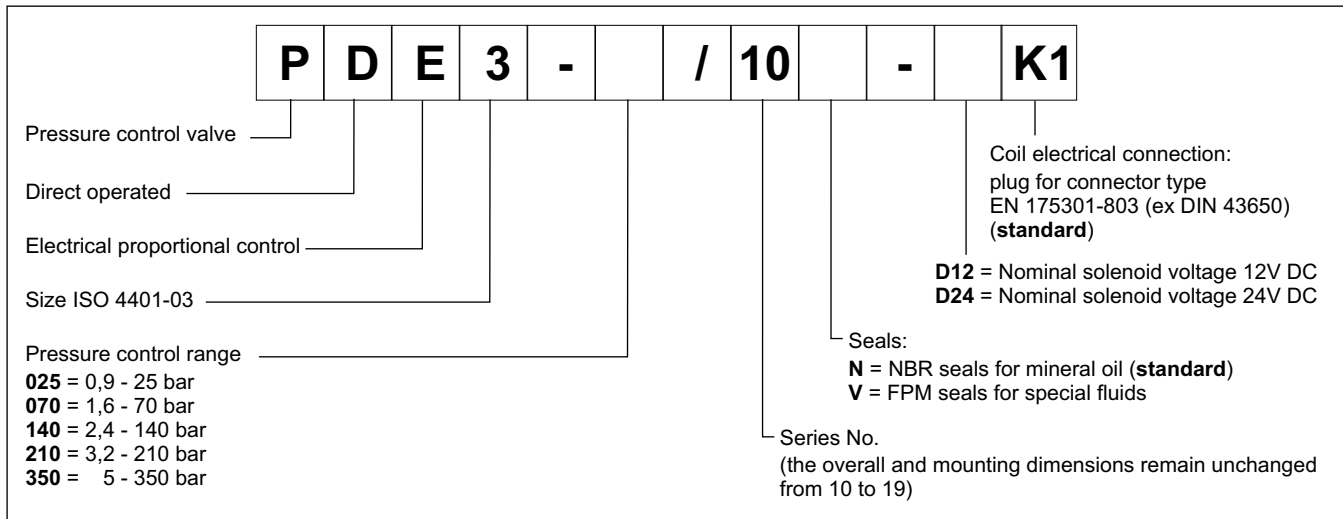 P D E 3 - / 10 - K1
Pressure control valve
Direct operated
Electrical proportional control
Size ISO 4401-03
Pressure control range
025 = 0,9 - 25 bar
070 = 1,6 - 70 bar
140 = 2,4 - 140 bar
210 = 3,2 - 210 bar
350 = 5 - 350 bar
Coil electrical connection:
plug for connector type
EN 175301-803 (ex DIN 43650)
(standard)
D12 = Nominal solenoid voltage 12V DC
D24 = Nominal solenoid voltage 24V DC
Seals:
N = NBR seals for mineral oil (standard)
V = FPM seals for special fluids
Series No.
(the overall and mounting dimensions remain unchanged
from 10 to 19)